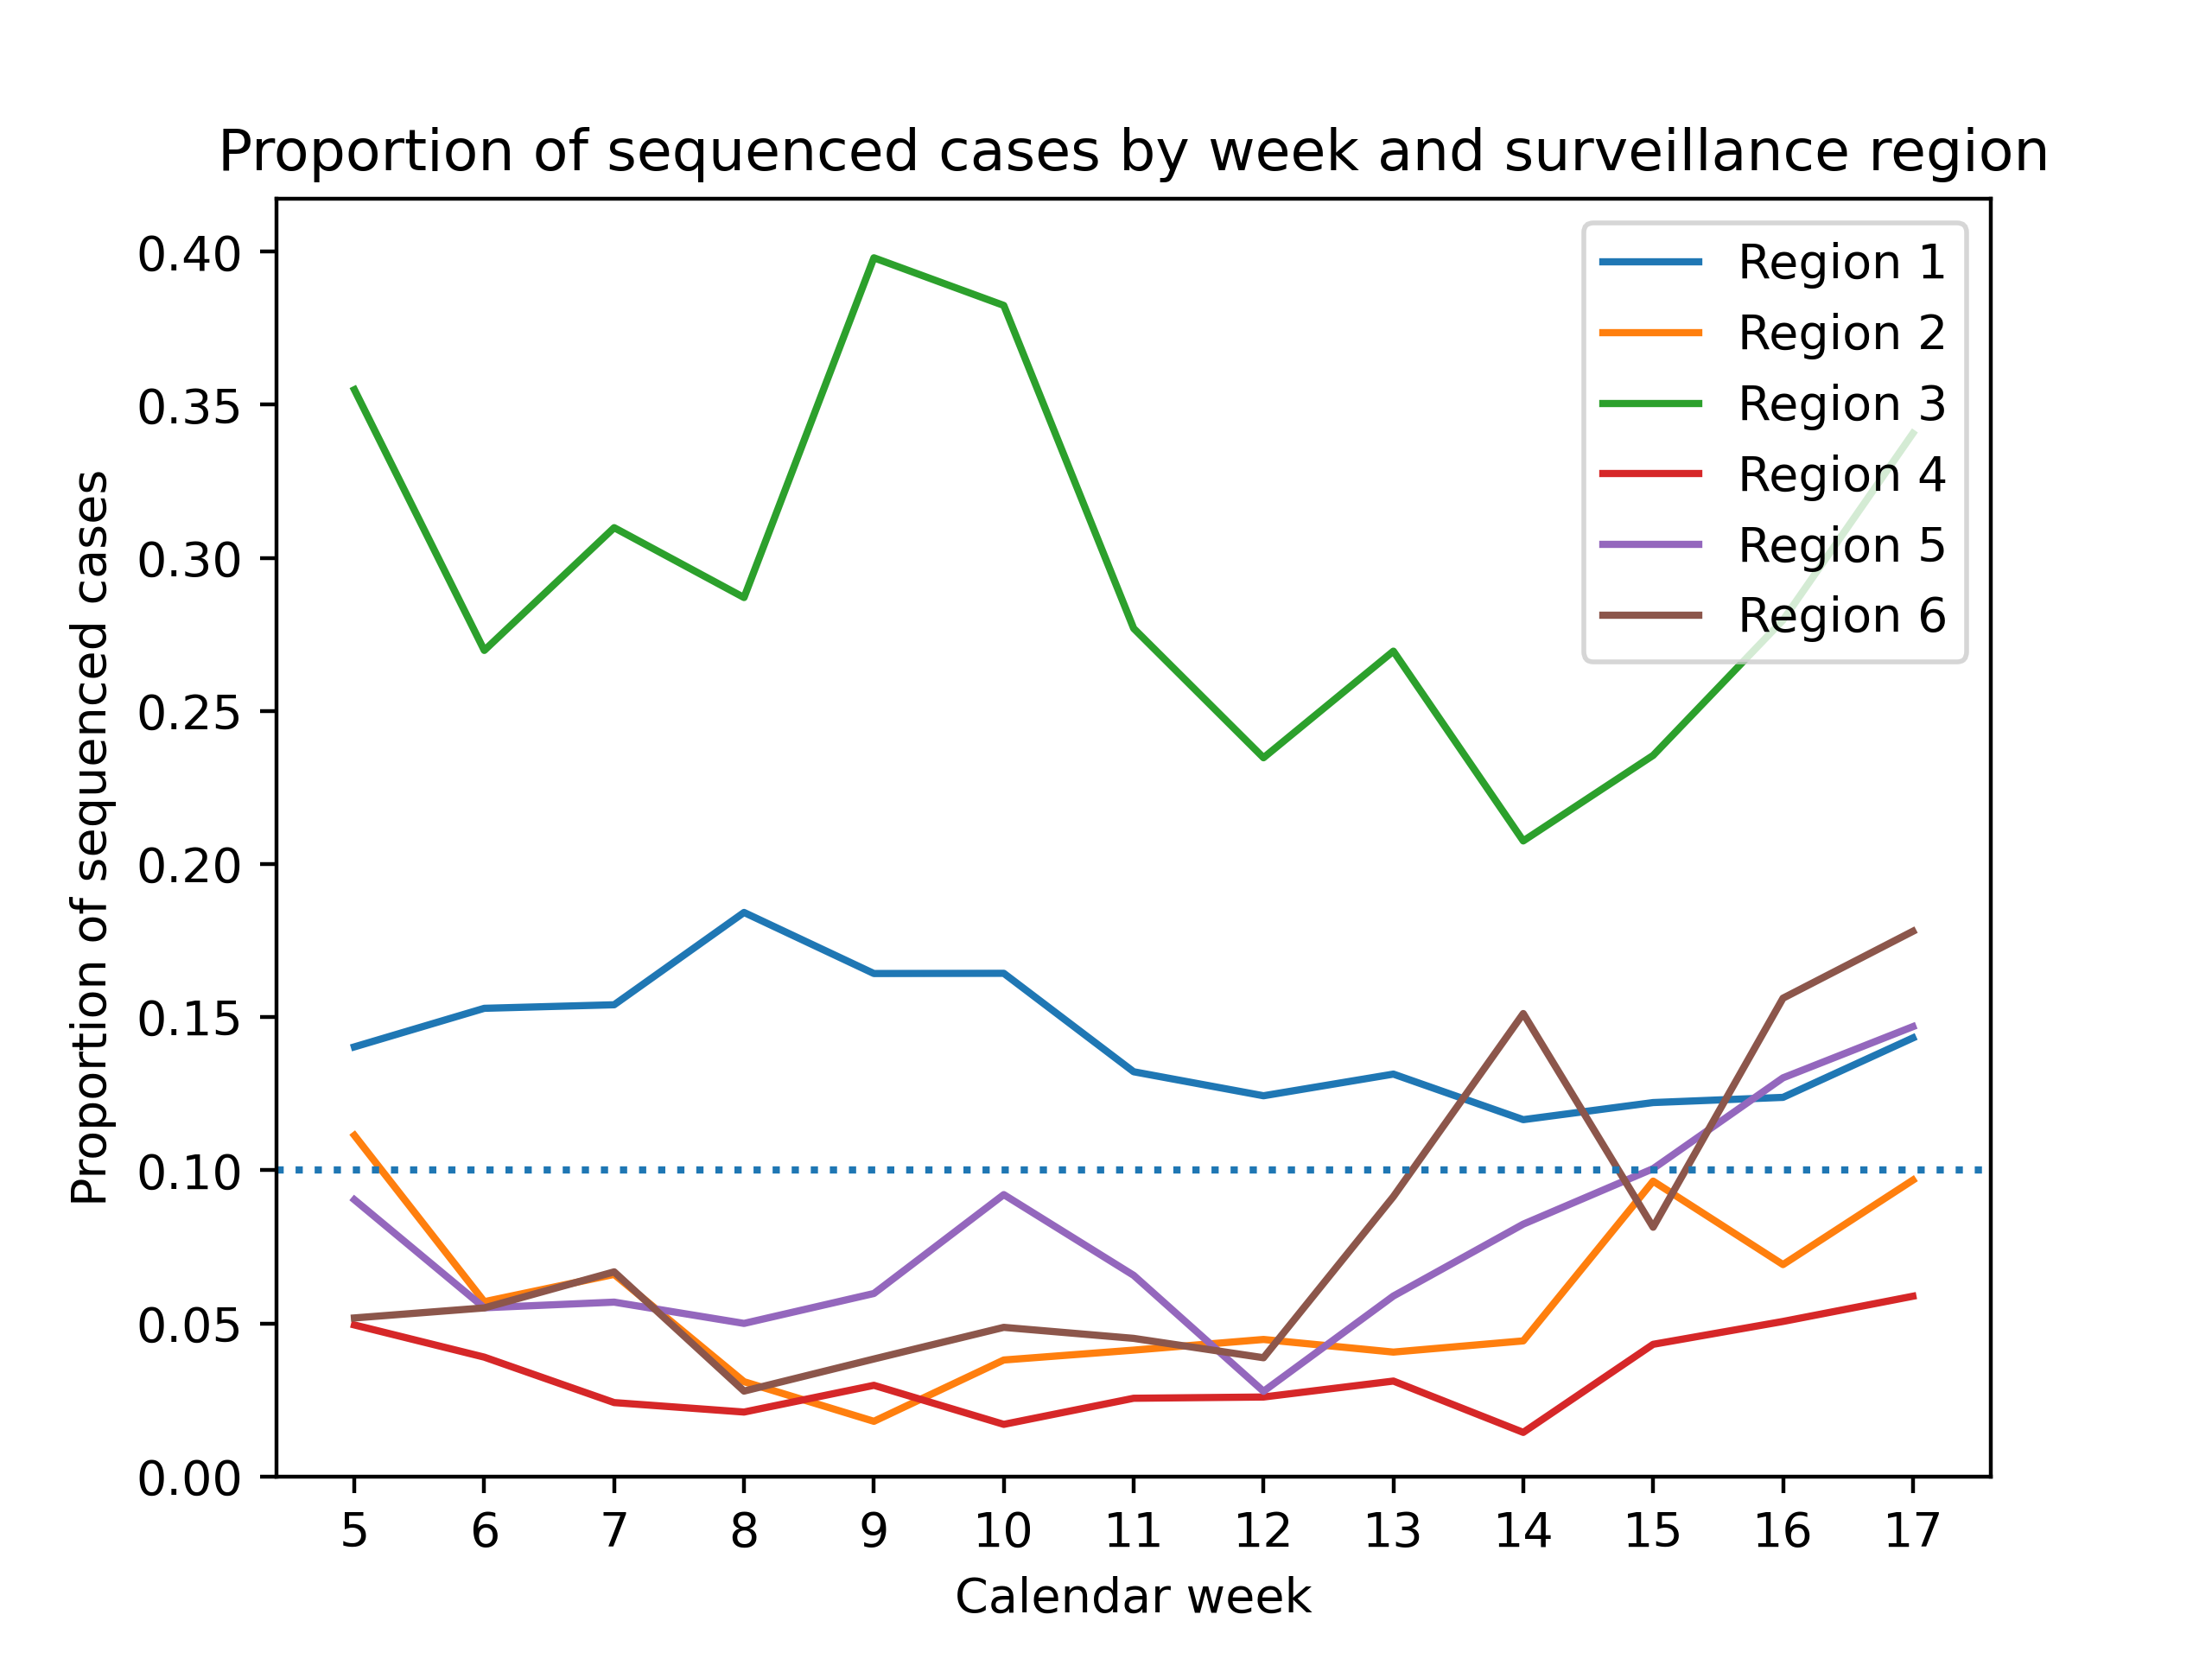 Proportion of sequenced cases by week and surveillance region
Proportion of sequenced cases
0.40
0.35
0.30
0.25
0.20
0.15
0.10
0.05
0.00
Region 1
Region 2
Region 3
Region 4
Region 5
Region 6
5 6 7 8 9 10 11 12 13 14 15 16 17
Calendar week